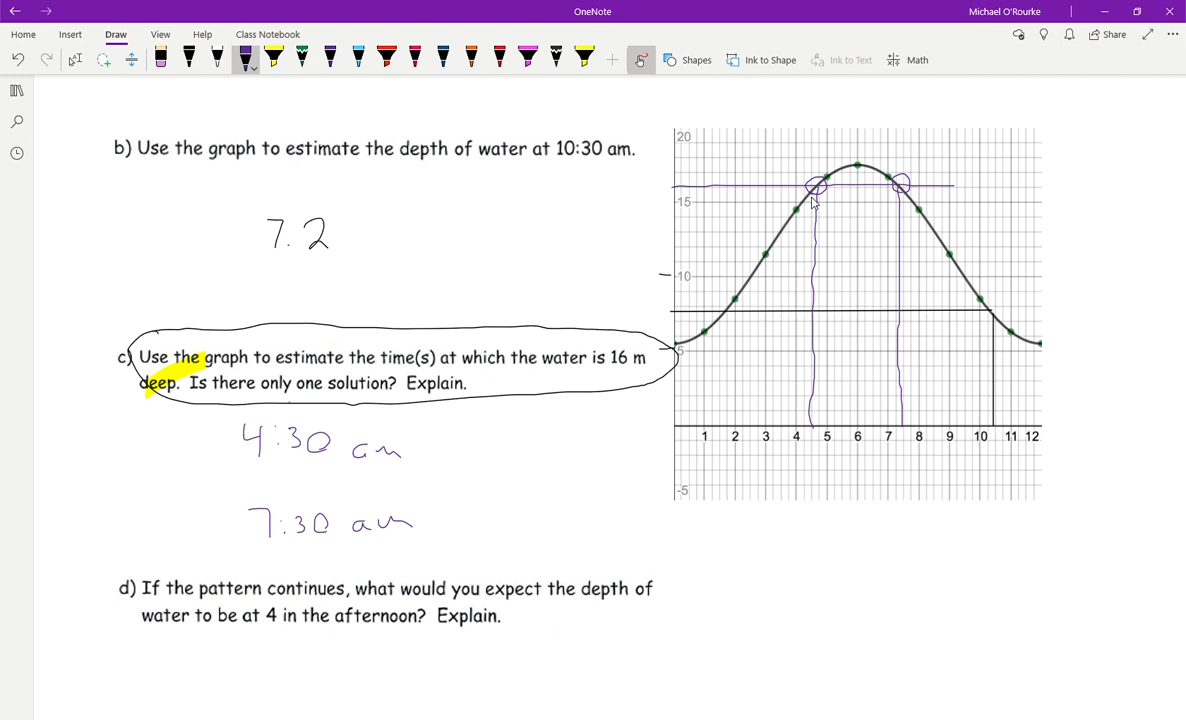 OneNote
Michael O'Rourke
Home Insert Draw View Help Class Notebook
Share
Shapes Ink to Shape Ink to Text Math
b) Use the graph to estimate the depth of water at 10:30 am.
7.2
c) Use the graph to estimate the time(s) at which the water is 16 m
deep. Is there only one solution? Explain.
4:30 am
7:30 am
d) If the pattern continues, what would you expect the depth of
water to be at 4 in the afternoon? Explain.
20
15
10
5
1 2 3 4 5 6 7 8 9 10 11 12
-5